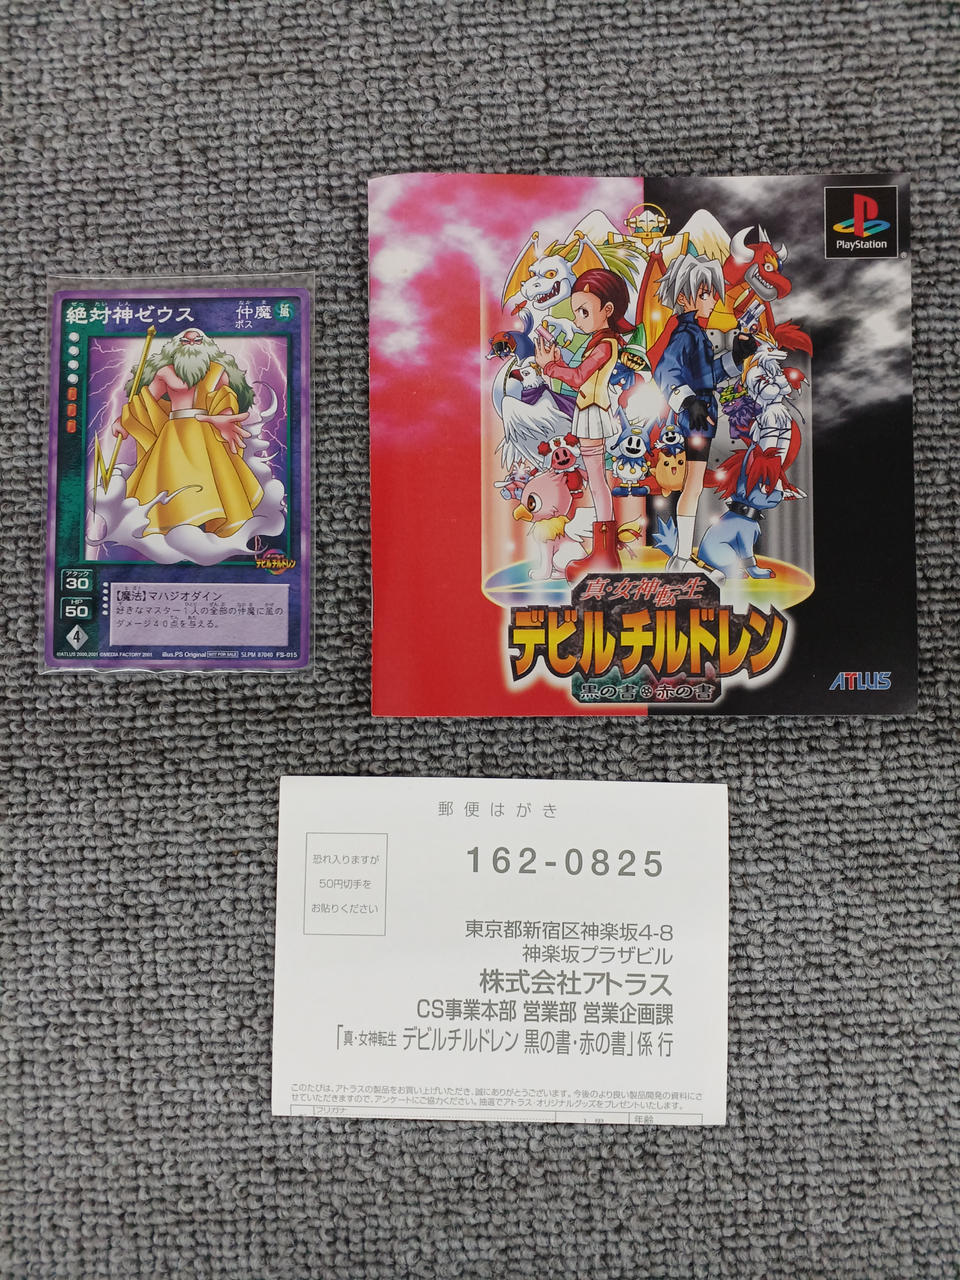 絶対神ゼウス
ぜったいしん
仲魔
なかま
ボス
風
アタック
30
HP
50
4
【魔法】マハジオダイン
好きなマスター1人の全部の仲魔に風の
ダメージ40点を与える。
デビルチルドレン
©ATLUS 2000,2001 ©MEDIA FACTORY 2001 illus.PS Original NOT FOR SALE SLPM 87040 FS-015
PlayStation
®
真・女神転生
デビルチルドレン
黒の書 赤の書
ATLUS
郵便はがき
恐れ入りますが
50円切手を
お貼りください
162-0825
東京都新宿区神楽坂4-8
神楽坂プラザビル
株式会社アトラス
CS事業本部 営業部 営業企画課
「真・女神転生 デビルチルドレン 黒の書・赤の書」係 行
このたびは、アトラスの製品をお買い上げいただき、誠にありがとうございます。今後のより良い製品開発の資料にさ
せていただきますので、アンケートにご協力ください。抽選でアトラス・オリジナルグッズをプレゼントいたします。
フリガナ
年齢